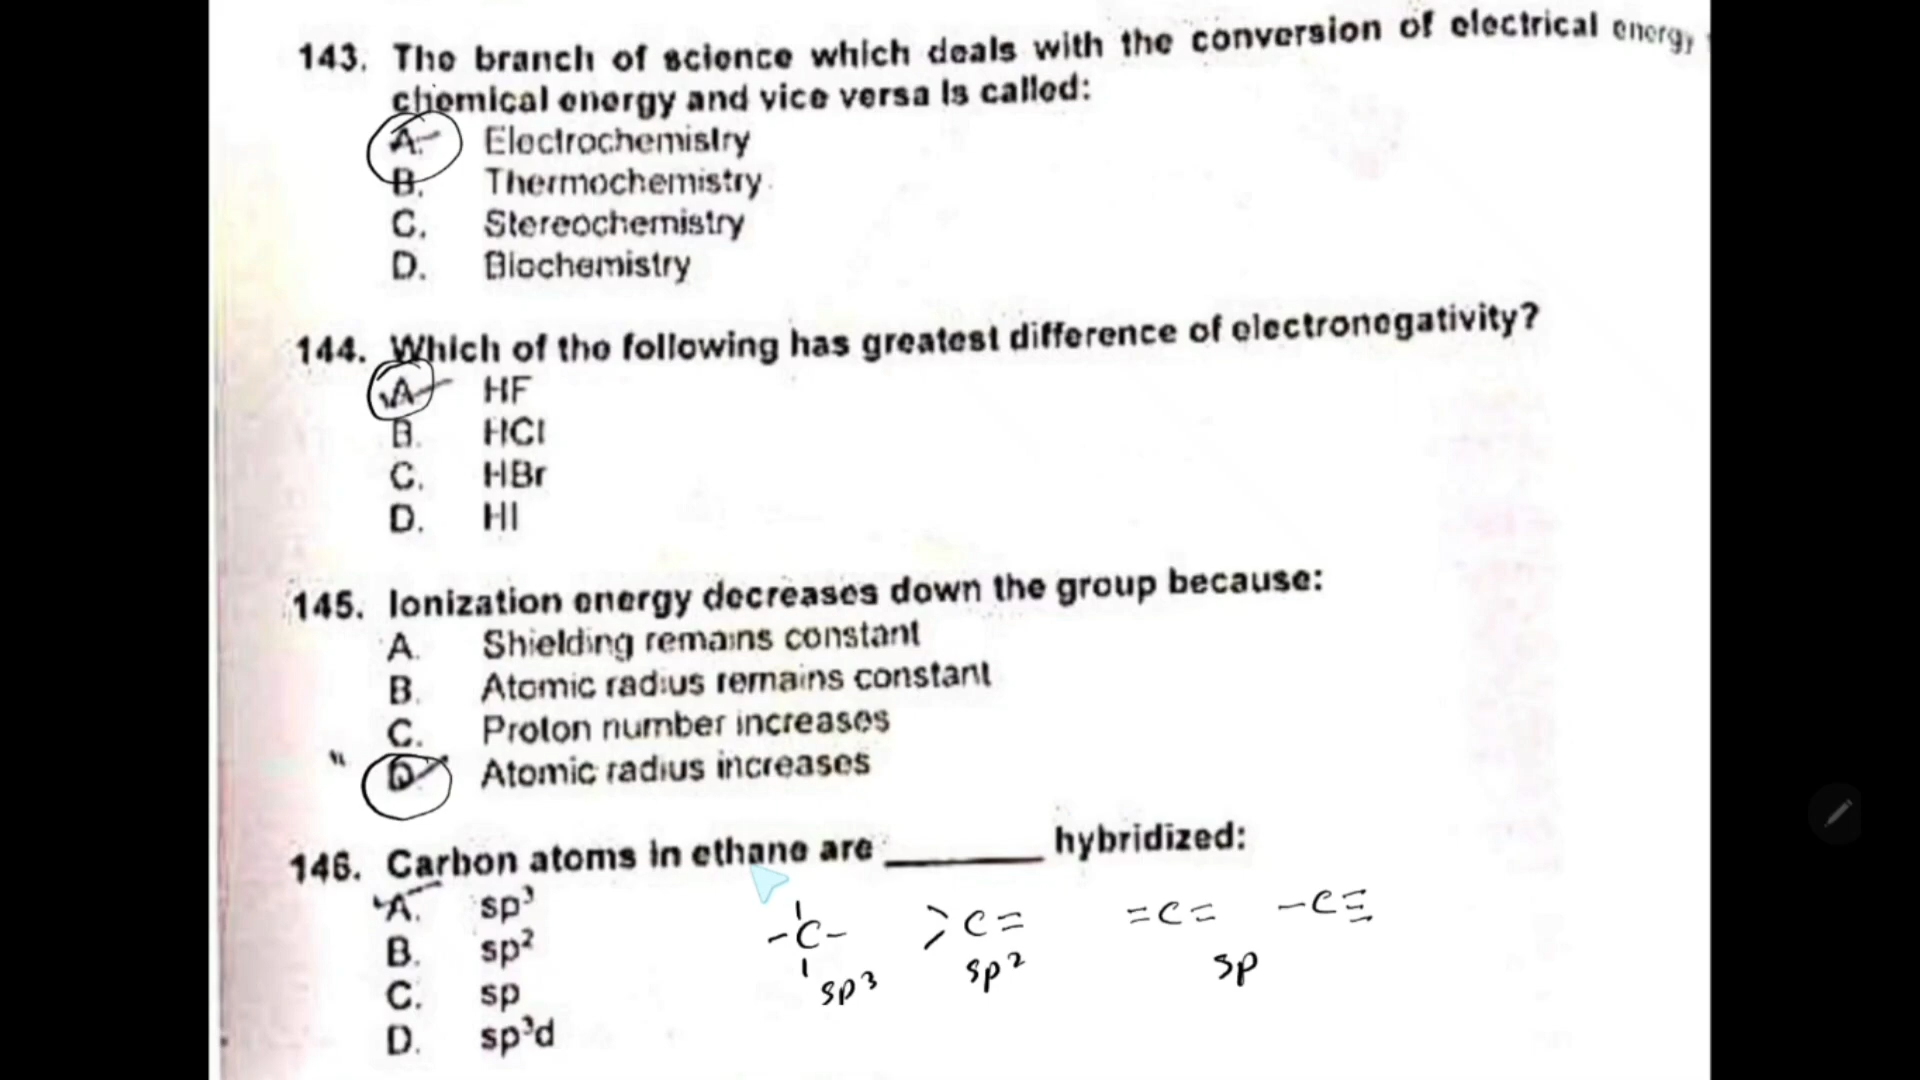 143. The branch of science which deals with the conversion of electrical energy
chemical energy and vice versa is called:
A. Electrochemistry
B. Thermochemistry
C. Stereochemistry
D. Biochemistry
144. Which of the following has greatest difference of electronegativity?
A HF
B. HCl
C. HBr
D. HI
145. Ionization energy decreases down the group because:
A. Shielding remains constant
B. Atomic radius remains constant
C. Proton number increases
D. Atomic radius increases
146. Carbon atoms in ethane are ______ hybridized:
A. sp³
B. sp²
C. sp
D. sp³d
-C- >C= =C= -C≡
sp3 sp2 sp